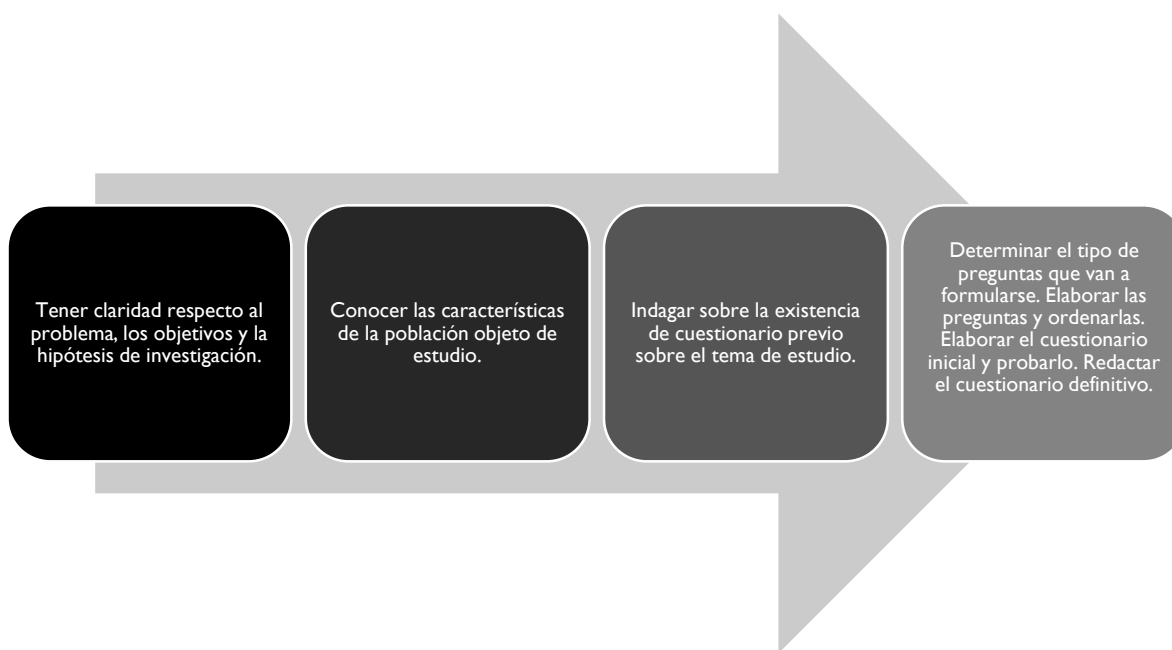 Tener claridad respecto al
problema, los objetivos y la
hipótesis de investigación.
Conocer las características
de la población objeto de
estudio.
Indagar sobre la existencia
de cuestionario previo
sobre el tema de estudio.
Determinar el tipo de
preguntas que van a
formularse. Elaborar las
preguntas y ordenarlas.
Elaborar el cuestionario
inicial y probarlo. Redactar
el cuestionario definitivo.